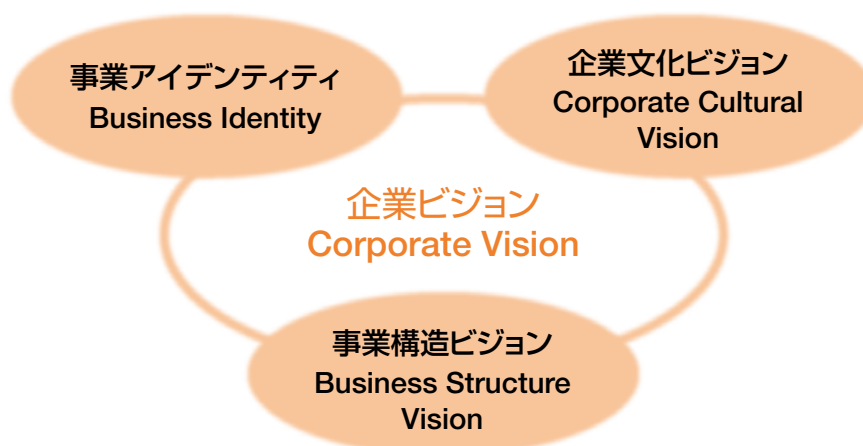 事業アイデンティティ
Business Identity
企業文化ビジョン
Corporate Cultural
Vision
企業ビジョン
Corporate Vision
事業構造ビジョン
Business Structure
Vision